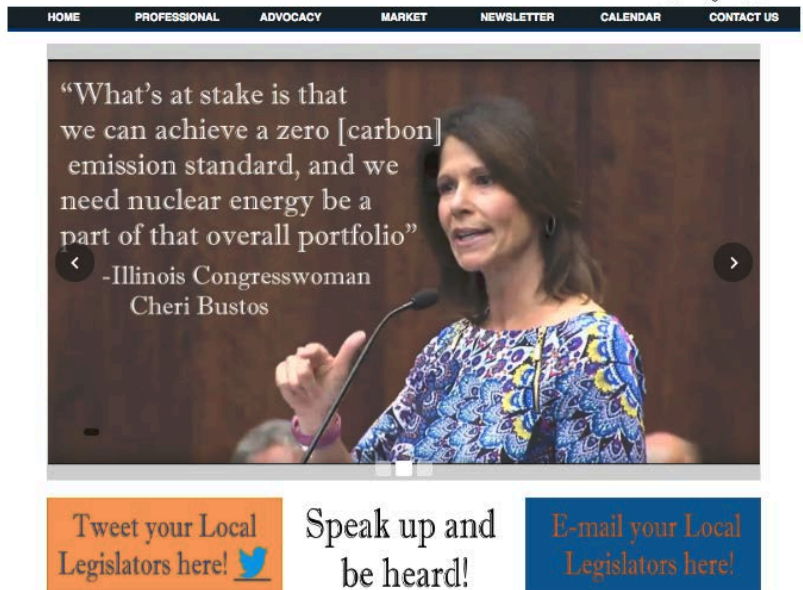 HOME PROFESSIONAL ADVOCACY MARKET NEWSLETTER CALENDAR CONTACT US
“What’s at stake is that
we can achieve a zero [carbon]
emission standard, and we
need nuclear energy be a
part of that overall portfolio”
-Illinois Congresswoman
Cheri Bustos
Tweet your Local
Legislators here!
Speak up and
be heard!
E-mail your Local
Legislators here!